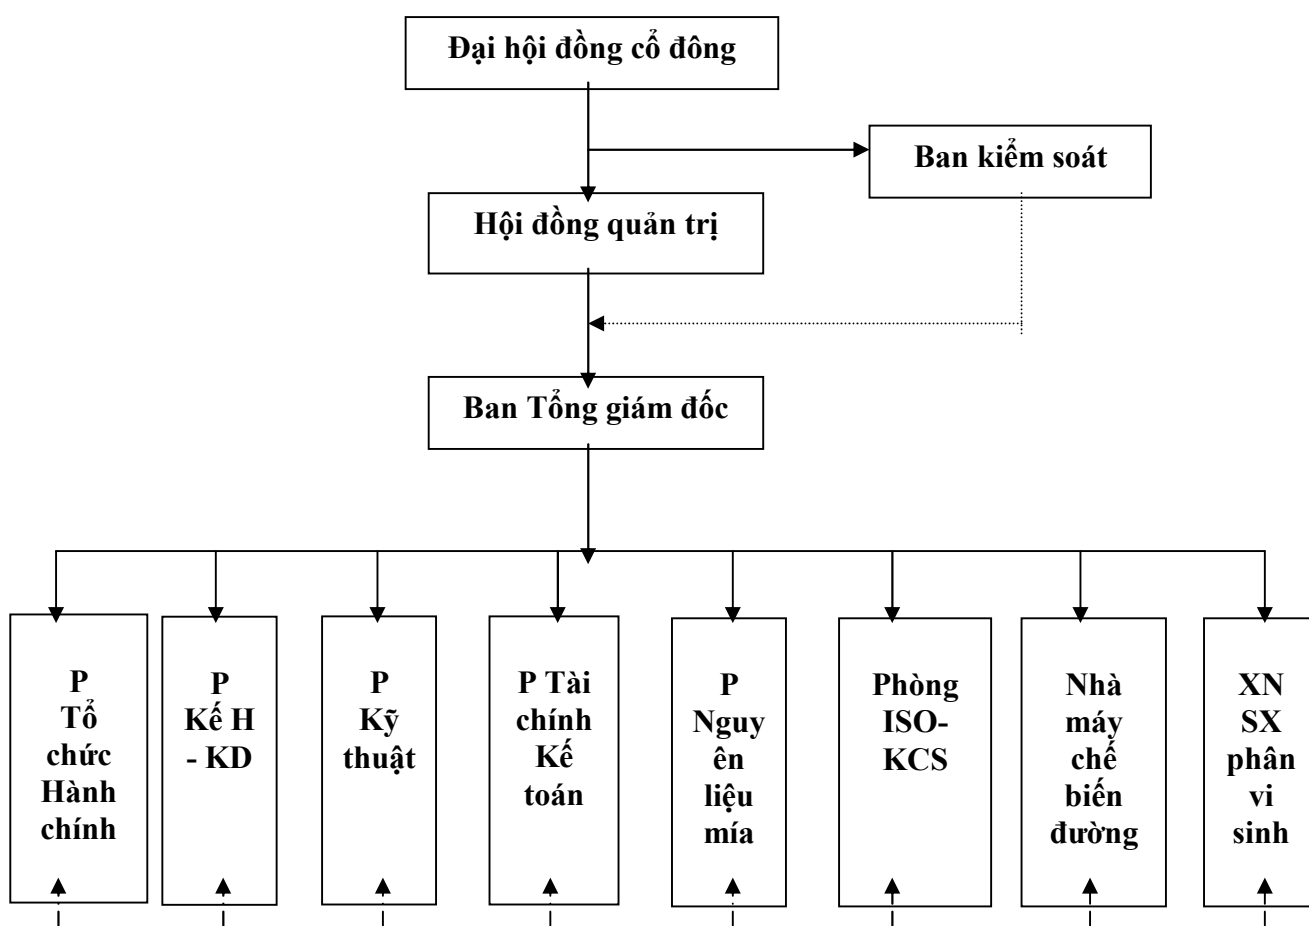 Đại hội đồng cổ đông
Ban kiểm soát
Hội đồng quản trị
Ban Tổng giám đốc
P
Tổ
chức
Hành
chính
P
Kế H
- KD
P
Kỹ
thuật
P Tài
chính
Kế
toán
P
Nguy
ên
liệu
mía
Phòng
ISO-
KCS
Nhà
máy
chế
biến
đường
XN
SX
phân
vi
sinh